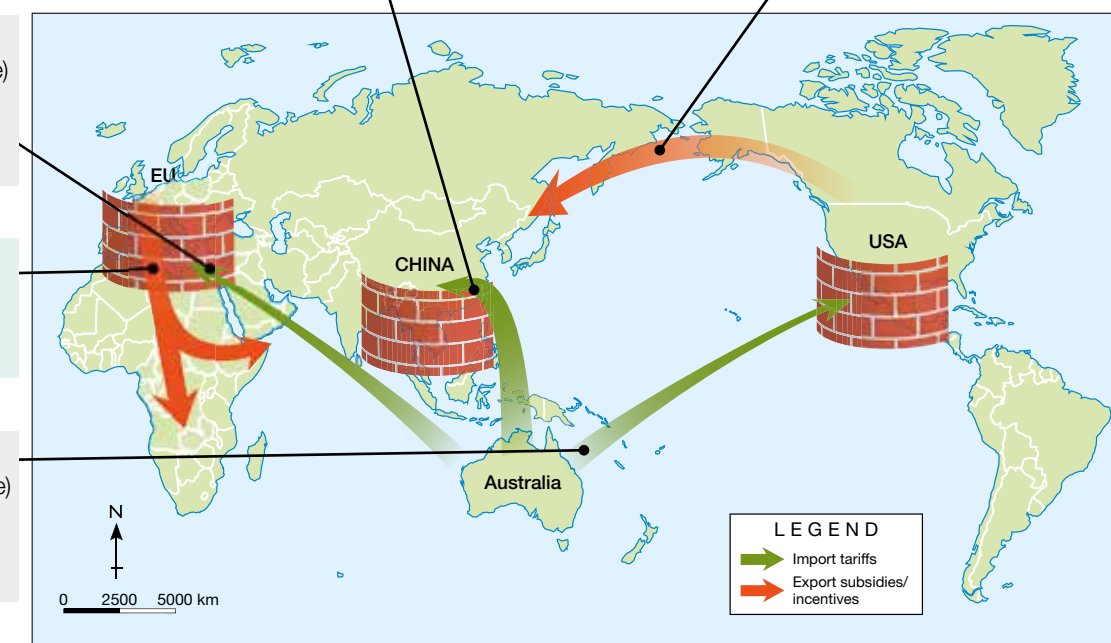 e)
EU
CHINA
USA
e)
Australia
N
0 2500 5000 km
LEGEND
Import tariffs
Export subsidies/
incentives